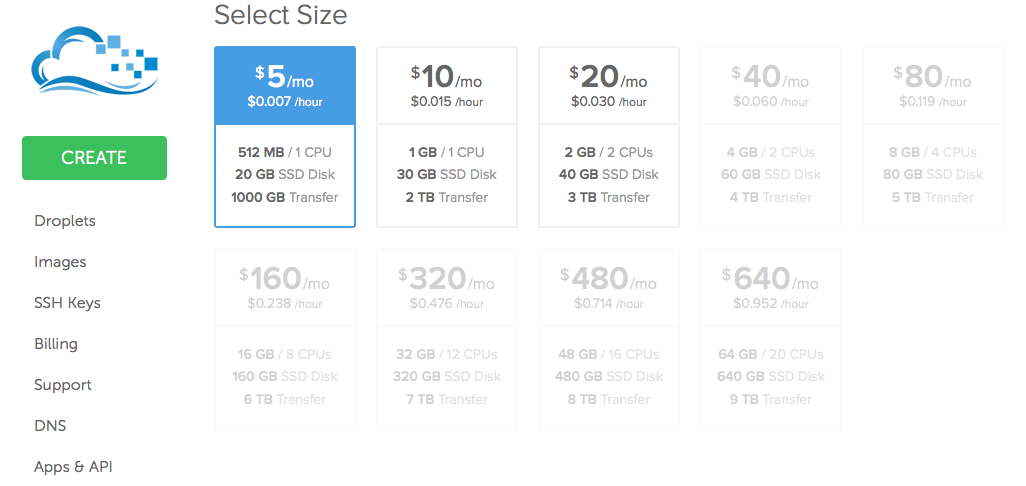 Select Size
$5/mo
$0.007 /hour
512 MB / 1 CPU
20 GB SSD Disk
1000 GB Transfer
$10/mo
$0.015 /hour
1 GB / 1 CPU
30 GB SSD Disk
2 TB Transfer
$20/mo
$0.030 /hour
2 GB / 2 CPUs
40 GB SSD Disk
3 TB Transfer
$40/mo
$0.060 /hour
4 GB / 2 CPUs
60 GB SSD Disk
4 TB Transfer
$80/mo
$0.119 /hour
8 GB / 4 CPUs
80 GB SSD Disk
5 TB Transfer
$160/mo
$0.238 /hour
16 GB / 8 CPUs
160 GB SSD Disk
6 TB Transfer
$320/mo
$0.476 /hour
32 GB / 12 CPUs
320 GB SSD Disk
7 TB Transfer
$480/mo
$0.714 /hour
48 GB / 16 CPUs
480 GB SSD Disk
8 TB Transfer
$640/mo
$0.952 /hour
64 GB / 20 CPUs
640 GB SSD Disk
9 TB Transfer
CREATE
Droplets
Images
SSH Keys
Billing
Support
DNS
Apps & API